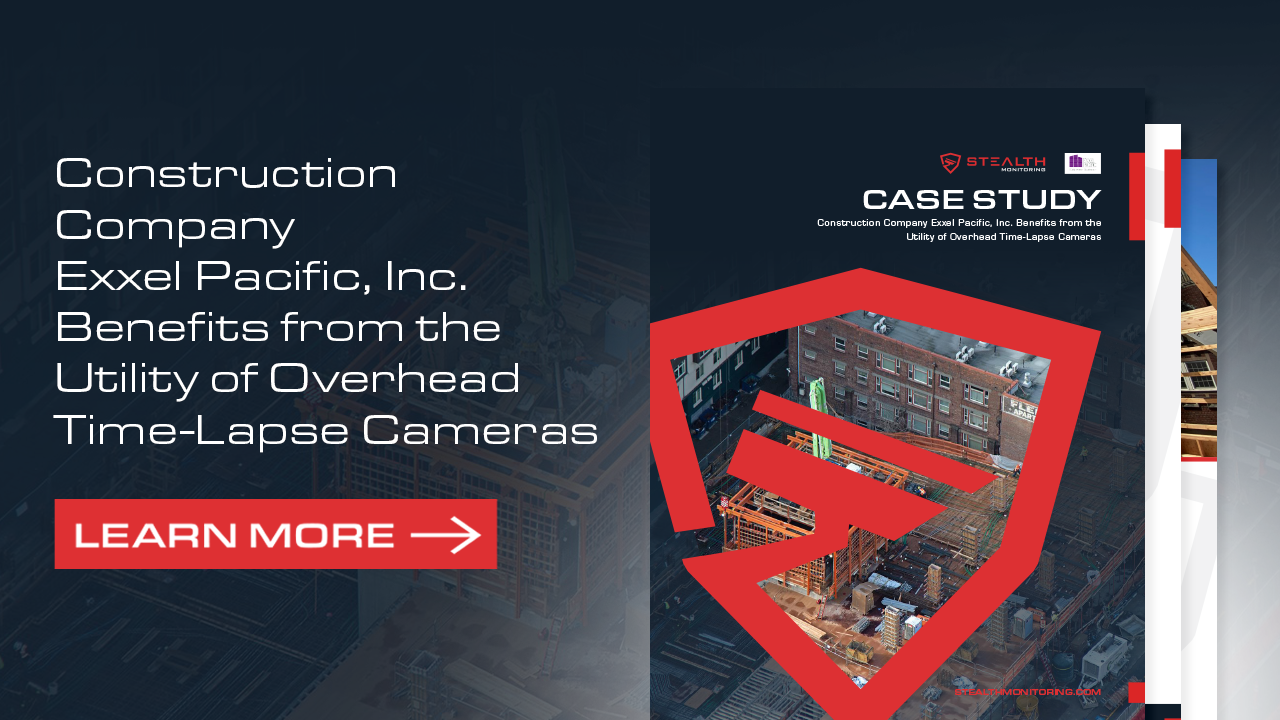 Construction
Company
Exxel Pacific, Inc.
Benefits from the
Utility of Overhead
Time-Lapse Cameras
LEARN MORE
STEALTH
MONITORING
CASE STUDY
Construction Company Exxel Pacific, Inc. Benefits from the
Utility of Overhead Time-Lapse Cameras
STEALTHMONITORING.COM